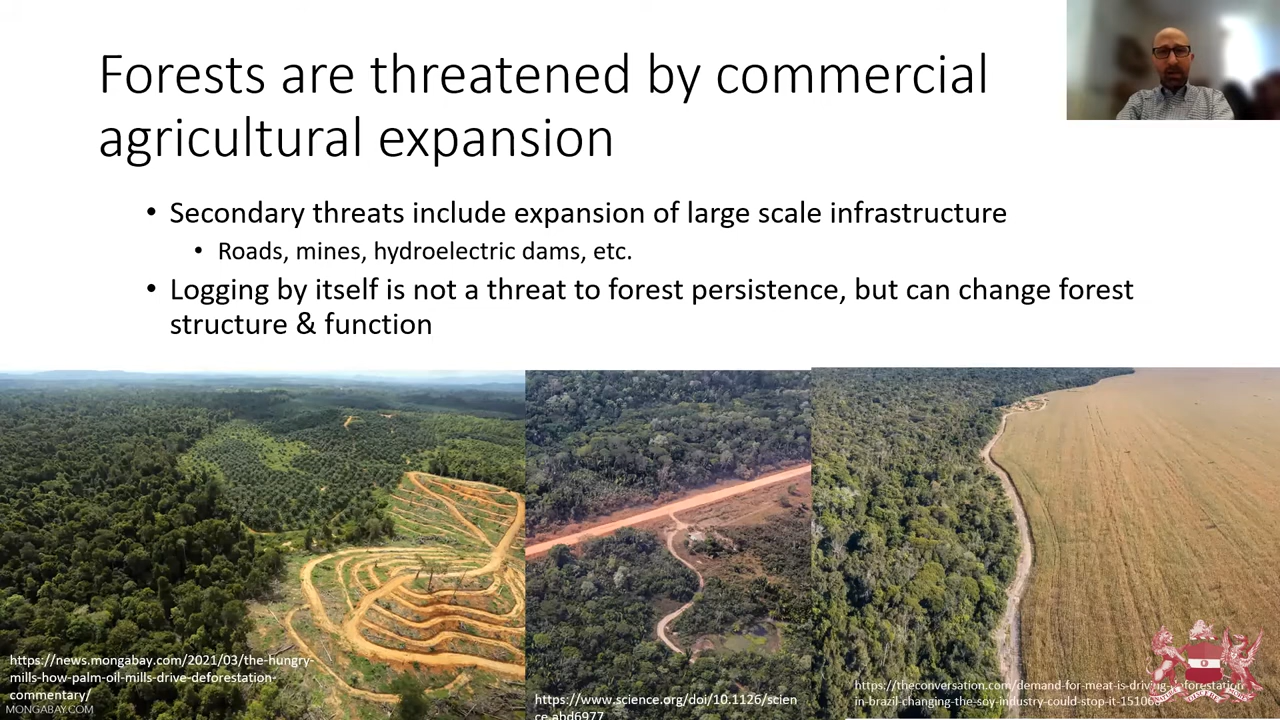 Forests are threatened by commercial
agricultural expansion
• Secondary threats include expansion of large scale infrastructure
• Roads, mines, hydroelectric dams, etc.
• Logging by itself is not a threat to forest persistence, but can change forest
structure & function
https://news.mongabay.com/2021/03/the-hungry-
mills-how-palm-oil-mills-drive-deforestation-
commentary/
MONGABAY.COM
https://www.science.org/doi/10.1126/scien
ce.abd6977
https://theconversation.com/demand-for-meat-is-driving-deforestation-
in-brazil-changing-the-soy-industry-could-stop-it-151060